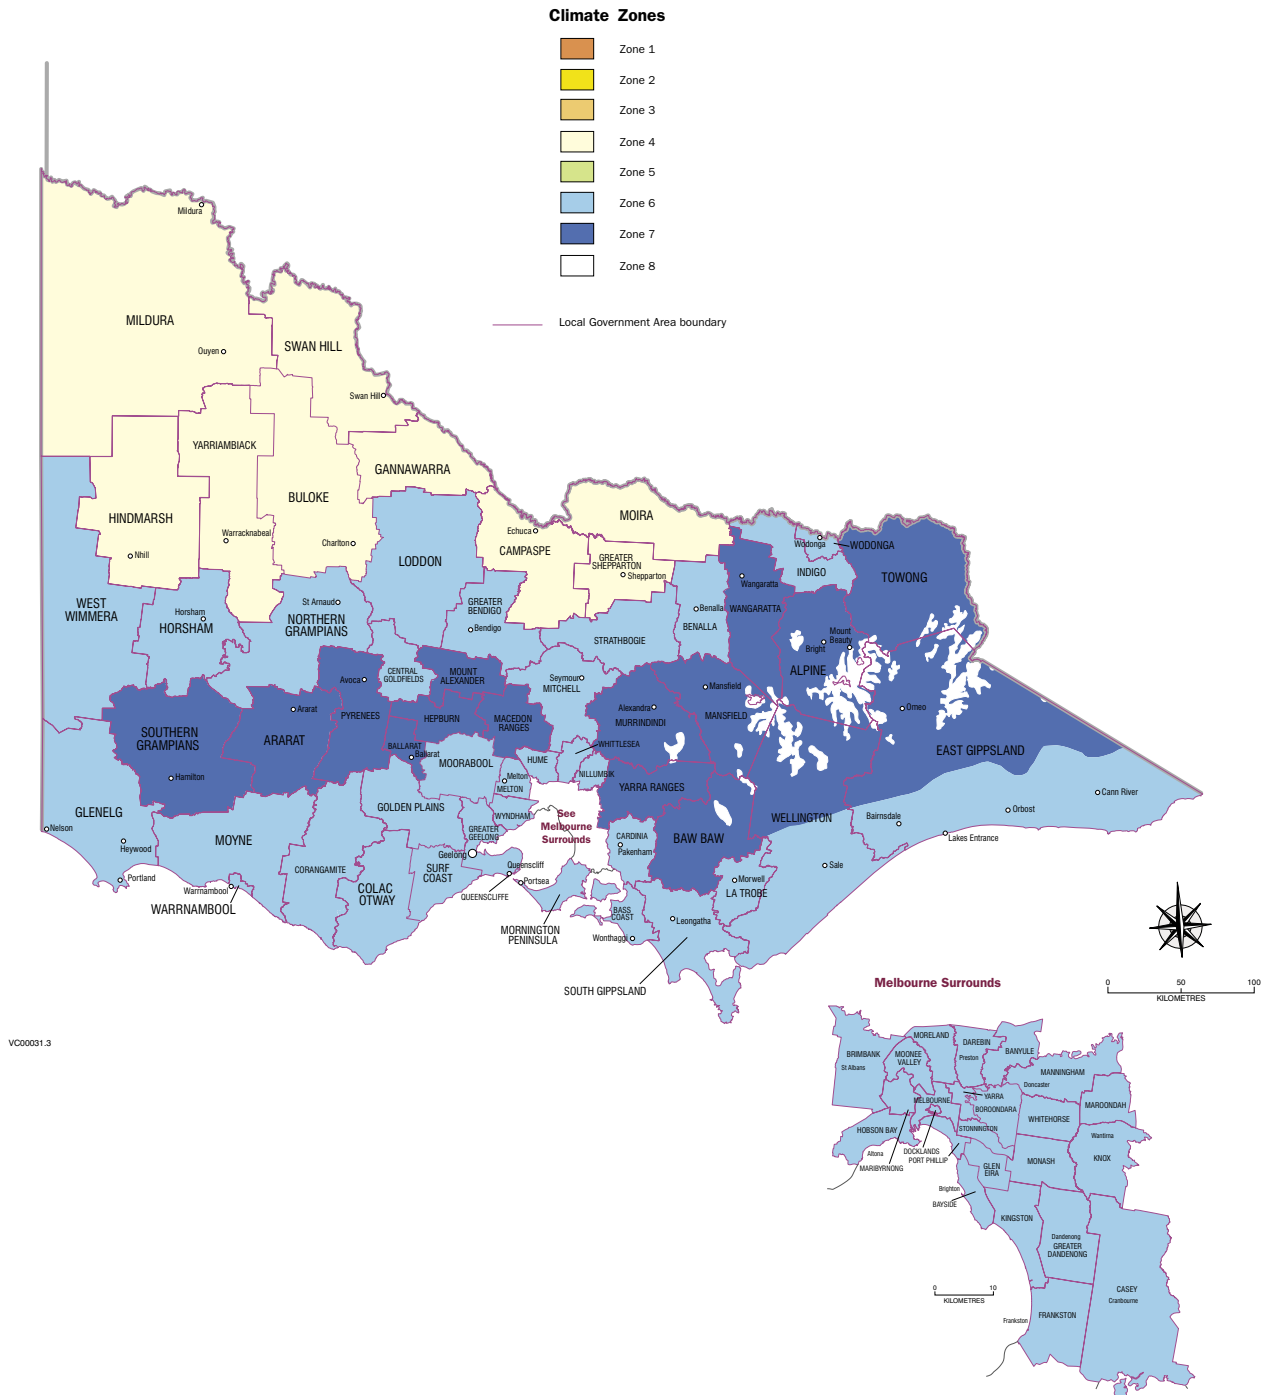 Climate Zones
Zone 1
Zone 2
Zone 3
Zone 4
Zone 5
Zone 6
Zone 7
Zone 8
Local Government Area boundary
Mildura
MILDURA
Ouyen
SWAN HILL
Swan Hill
YARRIAMBIACK
GANNAWARRA
BULOKE
HINDMARSH
Warracknabeal
Charlton
Nhill
LODDON
Echuca
CAMPASPE
MOIRA
GREATER
SHEPPARTON
Shepparton
Wodonga
WODONGA
INDIGO
TOWONG
Wangaratta
WANGARATTA
WEST
WIMMERA
Horsham
HORSHAM
St Arnaud
NORTHERN
GRAMPIANS
GREATER
BENDIGO
Bendigo
STRATHBOGIE
Benalla
BENALLA
Mount
Beauty
Bright
ALPINE
Avoca
CENTRAL
GOLDFIELDS
MOUNT
ALEXANDER
Seymour
MITCHELL
Mansfield
MANSFIELD
Alexandra
MURRINDINDI
Omeo
EAST GIPPSLAND
SOUTHERN
GRAMPIANS
Ararat
ARARAT
PYRENEES
HEPBURN
MACEDON
RANGES
BALLARAT
Ballarat
MOORABOOL
HUME
WHITTLESEA
NILLUMBIK
Melton
MELTON
Hamilton
YARRA RANGES
GOLDEN PLAINS
WYNDHAM
See
Melbourne
Surrounds
GLENELG
Nelson
Heywood
Portland
MOYNE
Warrnambool
WARRNAMBOOL
CORANGAMITE
COLAC
OTWAY
GREATER
GEELONG
Geelong
SURF
COAST
Queenscliff
QUEENSCLIFFE
Portsea
MORNINGTON
PENINSULA
CARDINIA
Pakenham
BAW BAW
WELLINGTON
Bairnsdale
Cann River
Orbost
Lakes Entrance
Sale
Morwell
LA TROBE
BASS
COAST
Leongatha
Wonthaggi
SOUTH GIPPSLAND
0 50 100
KILOMETRES
VC00031.3
Melbourne Surrounds
BRIMBANK
St Albans
MOONEE
VALLEY
MORELAND
DAREBIN
Preston
BANYULE
MANNINGHAM
Doncaster
YARRA
MELBOURNE
BOROONDARA
WHITEHORSE
MAROONDAH
HOBSON BAY
Altona
STONNINGTON
DOCKLANDS
PORT PHILLIP
MARIBYRNONG
GLEN
EIRA
MONASH
Wantirna
KNOX
Brighton
BAYSIDE
KINGSTON
Dandenong
GREATER
DANDENONG
CASEY
Cranbourne
0 10
KILOMETRES
Frankston
FRANKSTON